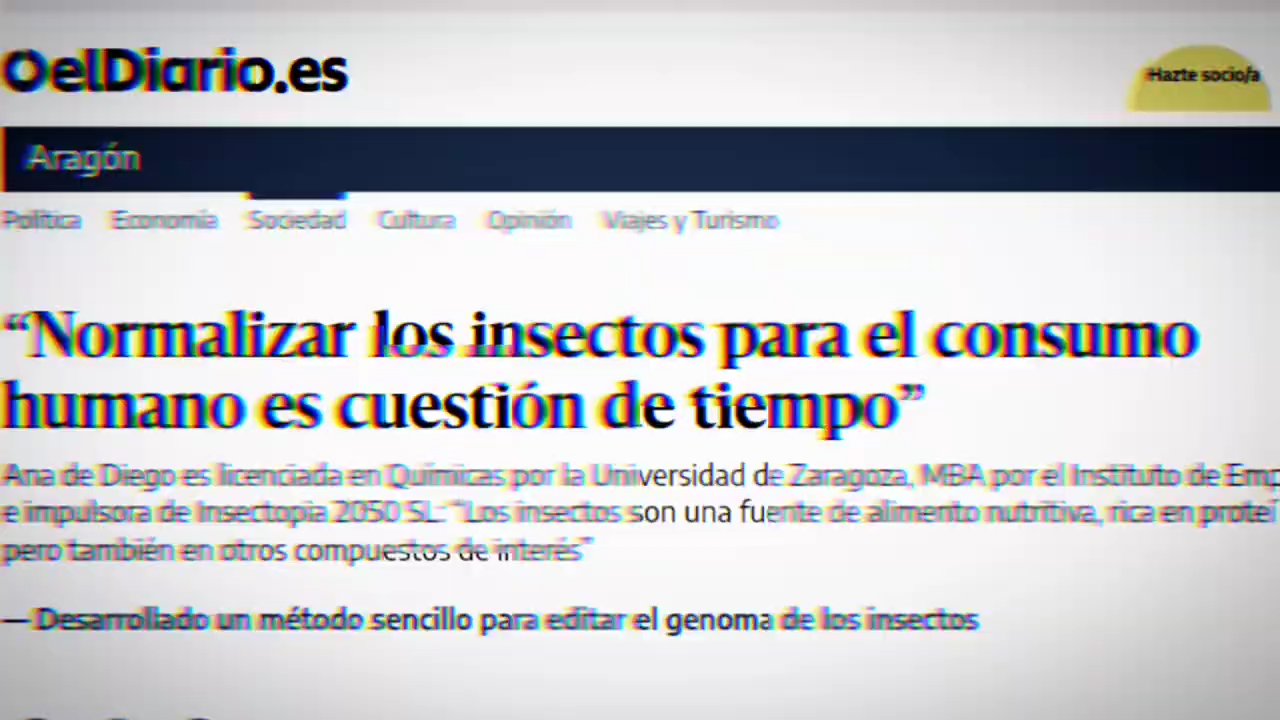 elDiario.es
Hazte socio/a
Aragón
Política Economía Sociedad Cultura Opinión Viajes y Turismo
“Normalizar los insectos para el consumo
humano es cuestión de tiempo”
Ana de Diego es licenciada en Químicas por la Universidad de Zaragoza, MBA por el Instituto de Emp
e impulsora de Insectopia 2050 SL: “Los insectos son una fuente de alimento nutritiva, rica en proteí
pero también en otros compuestos de interés”
— Desarrollado un método sencillo para editar el genoma de los insectos